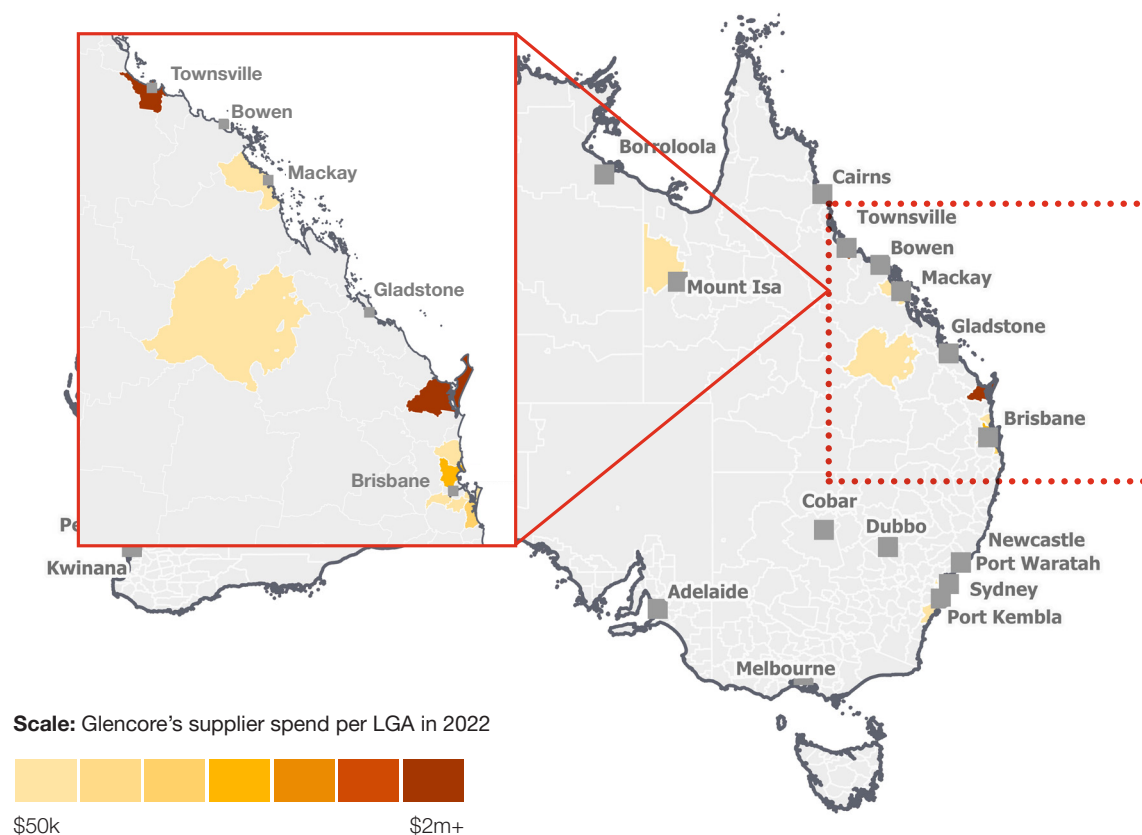 Townsville
Bowen
Mackay
Gladstone
Brisbane
Borroloola
Cairns
Townsville
Bowen
Mackay
Mount Isa
Gladstone
Brisbane
Cobar
Dubbo
Newcastle
Port Waratah
Sydney
Port Kembla
Adelaide
Melbourne
Pe
Kwinana
Scale: Glencore's supplier spend per LGA in 2022
$50k
$2m+